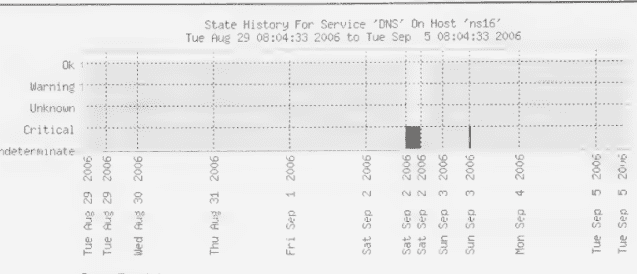 State History For Service 'DNS' On Host 'ns16'
Tue Aug 29 08:04:33 2006 to Tue Sep 5 08:04:33 2006
Ok
Warning
Unknown
Critical
ndeterminate
Tue Aug 29 2006
Tue Aug 29 2006
Wed Aug 30 2006
Thu Aug 31 2006
Fri Sep 1 2006
Sat Sep 2 2006
Sat Sep 2 2006
Sat Sep 2 2006
Sun Sep 3 2006
Sun Sep 3 2006
Mon Sep 4 2006
Tue Sep 5 2006
Tue Sep 5 2006